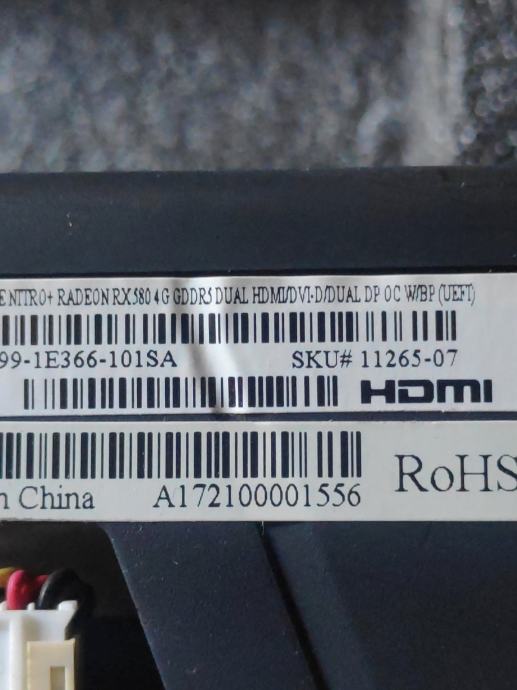 E NITRO+ RADEON RX 580 4G GDDR5 DUAL HDMI/DVI-D/DUAL DP OC W/BP (UEFI)
99-1E366-101SA SKU# 11265-07
HDMI
n China A172100001556 RoHS